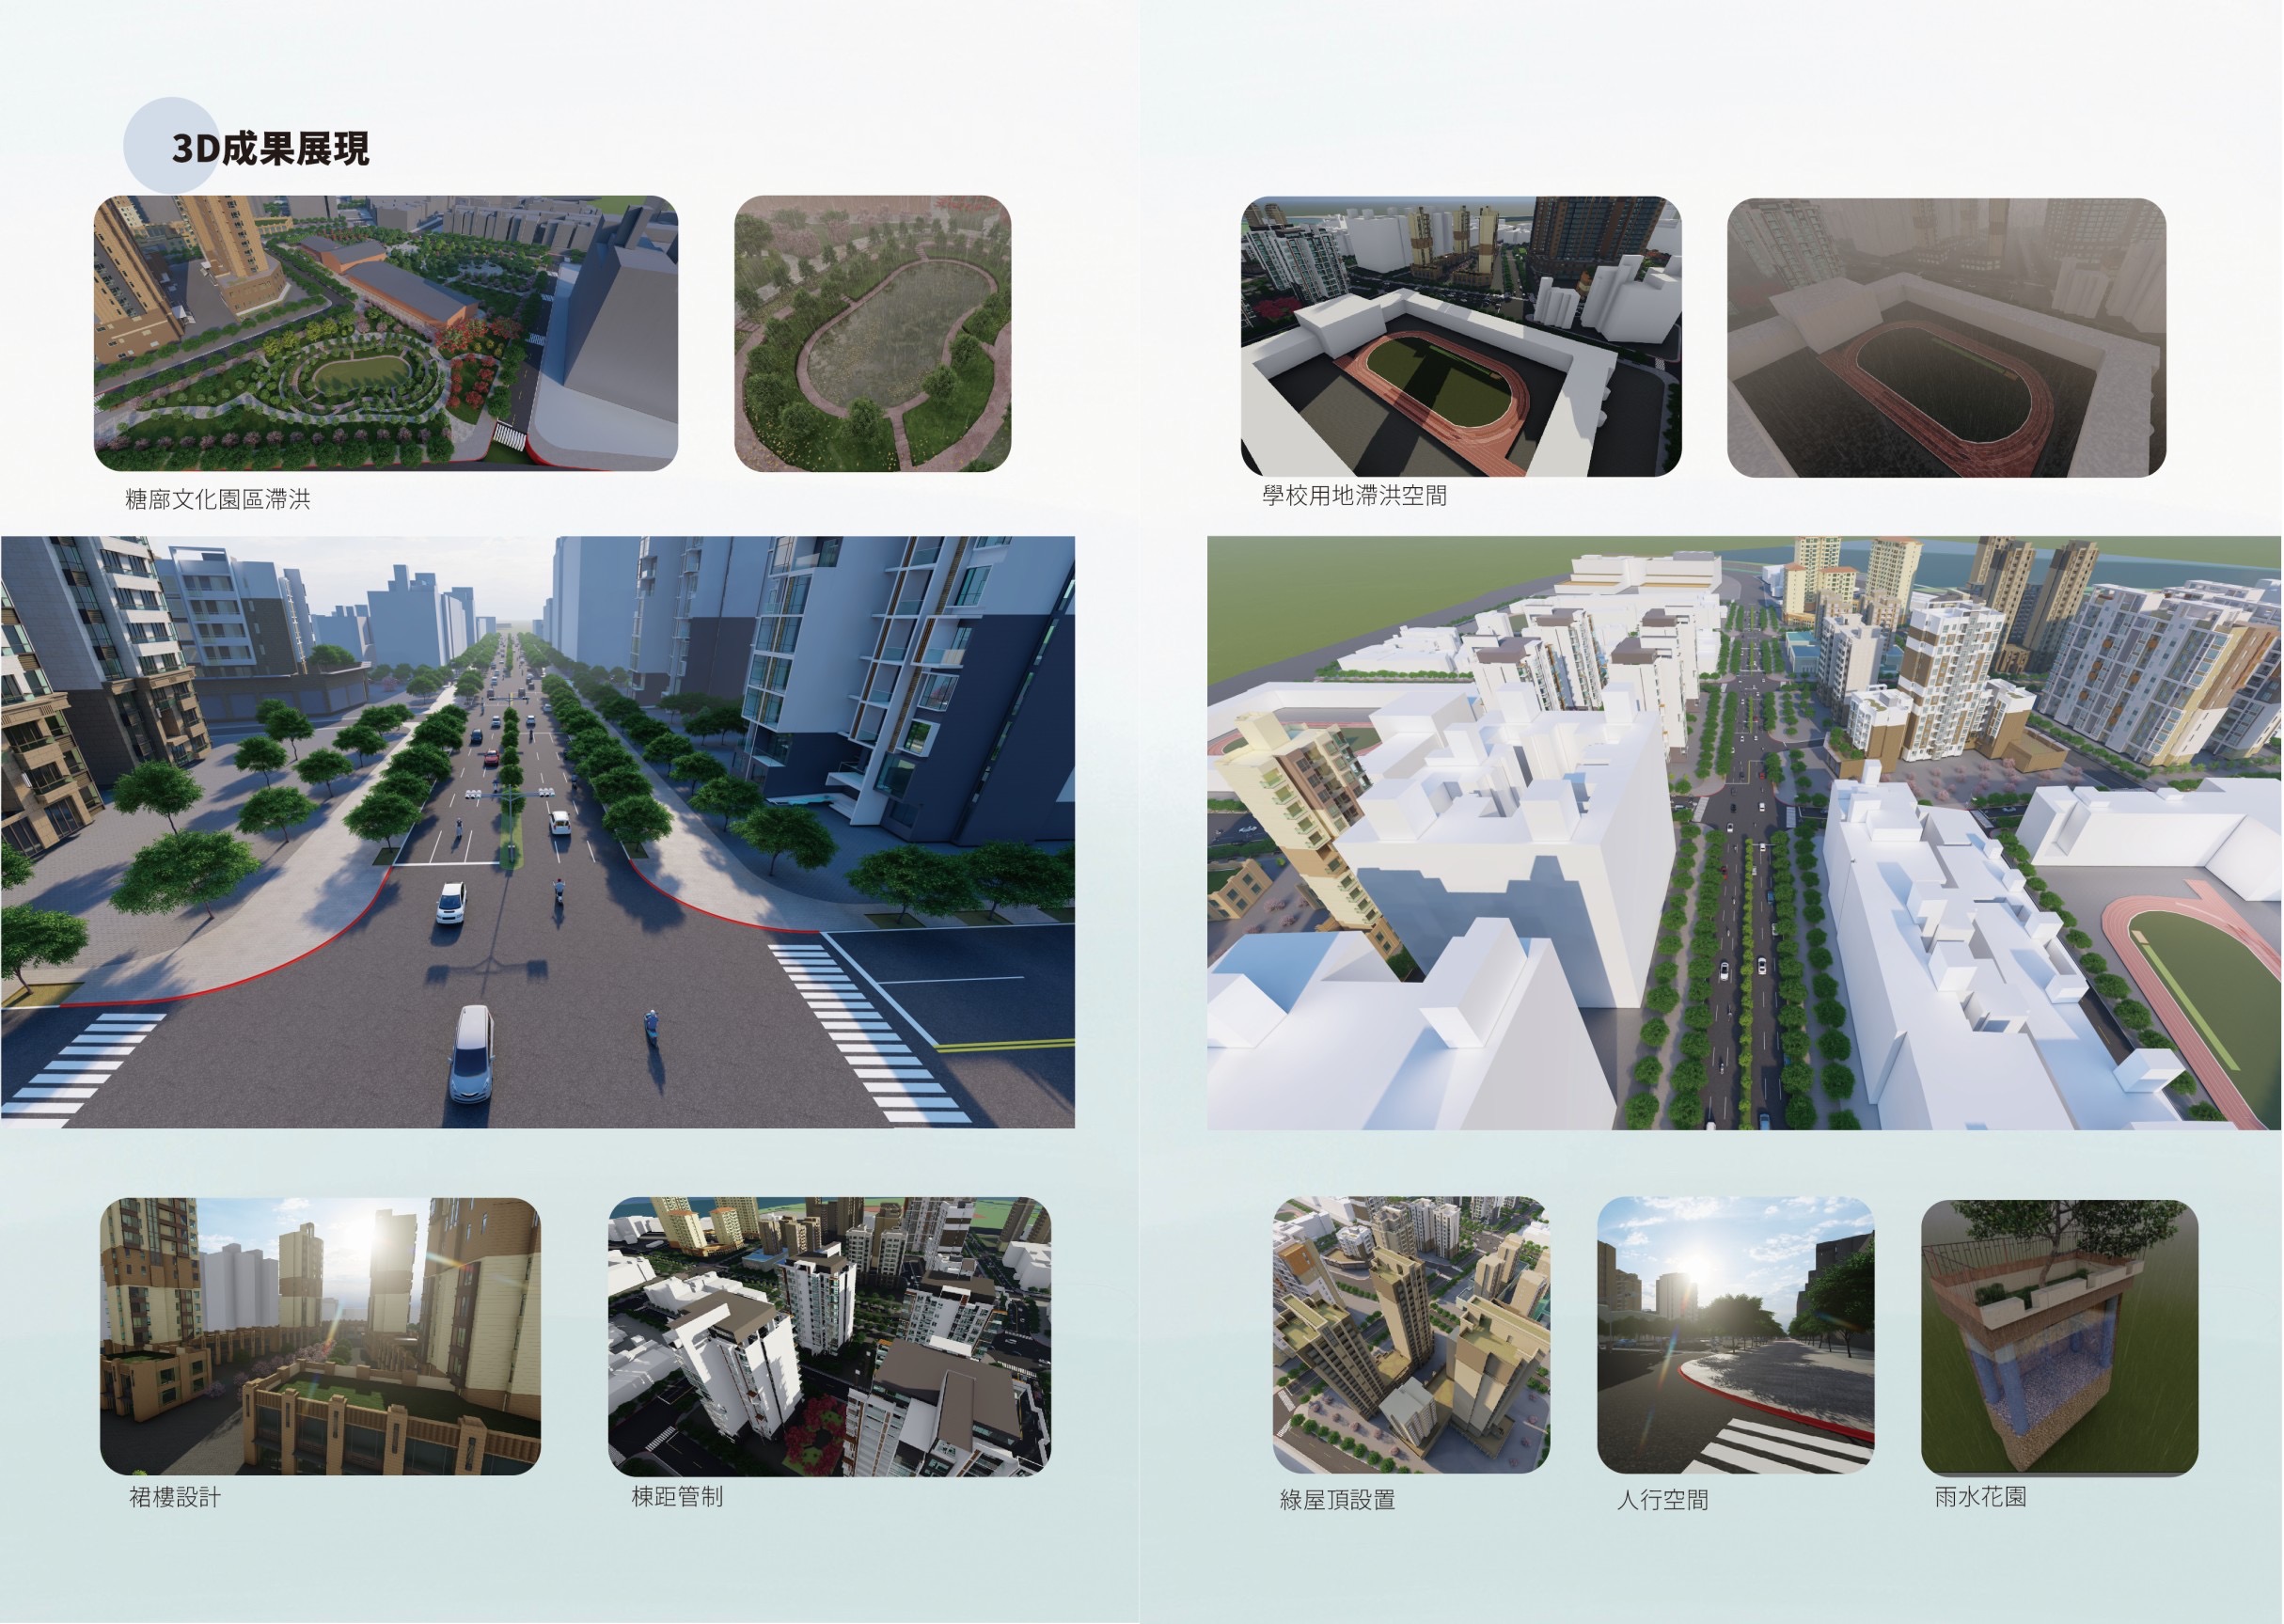 3D成果展現
糖廍文化園區滯洪
學校用地滯洪空間
裙樓設計
棟距管制
綠屋頂設置
人行空間
雨水花園